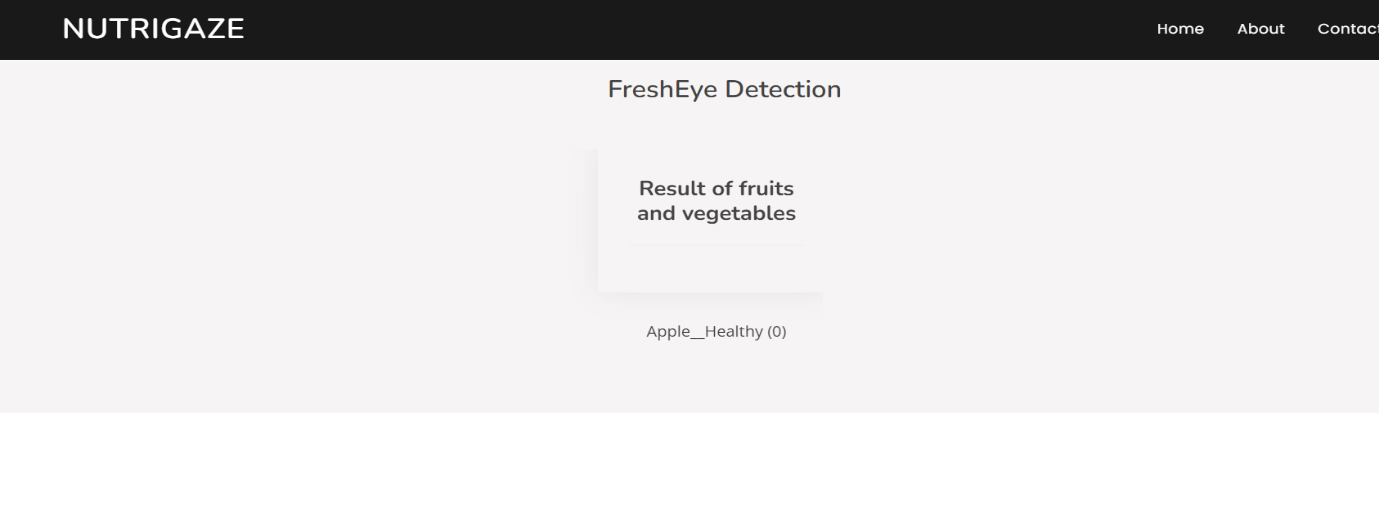 NUTRIGAZE
Home About Contact
FreshEye Detection
Result of fruits
and vegetables
Apple__Healthy (0)